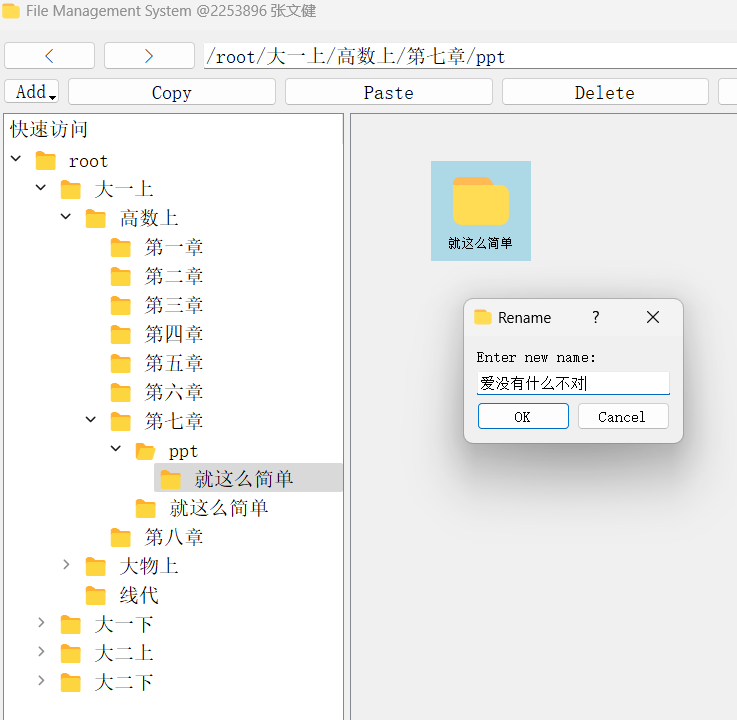 File Management System @2253896 张文健
/root/大一上/高数上/第七章/ppt
Add Copy Paste Delete
快速访问
root
大一上
高数上
第一章
第二章
第三章
第四章
第五章
第六章
第七章
ppt
就这么简单
就这么简单
第八章
大物上
线代
大一下
大二上
大二下
就这么简单
Rename ?
Enter new name:
爱没有什么不对
OK Cancel